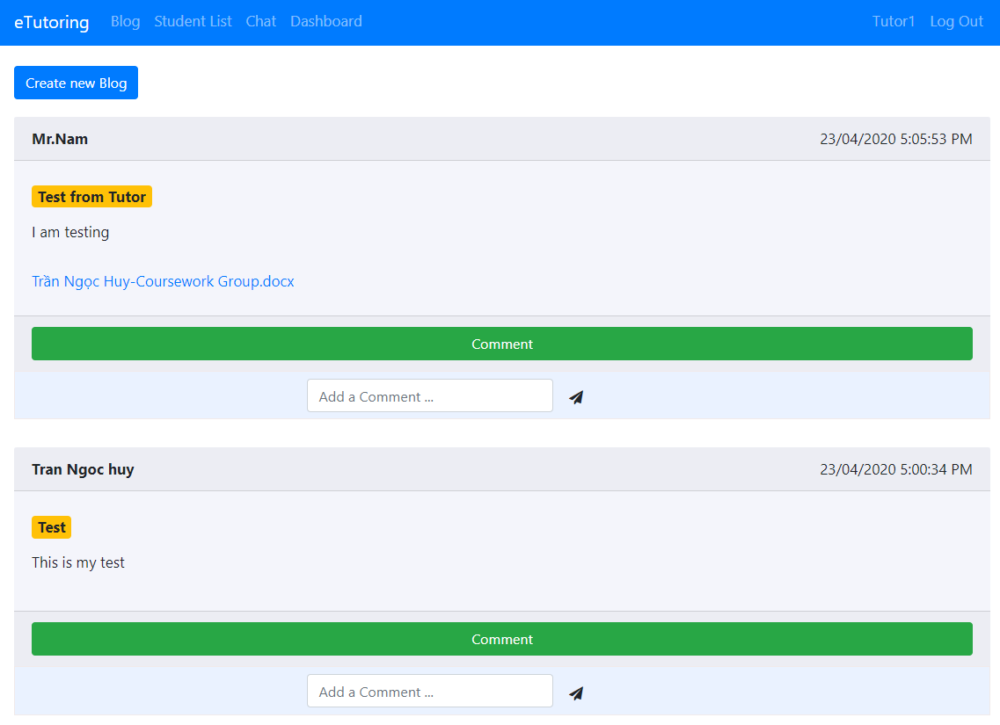 eTutoring Blog Student List Chat Dashboard Tutor1 Log Out
Create new Blog
Mr.Nam 23/04/2020 5:05:53 PM
Test from Tutor
I am testing
Trần Ngọc Huy-Coursework Group.docx
Comment
Add a Comment ...
Tran Ngoc huy 23/04/2020 5:00:34 PM
Test
This is my test
Comment
Add a Comment ...